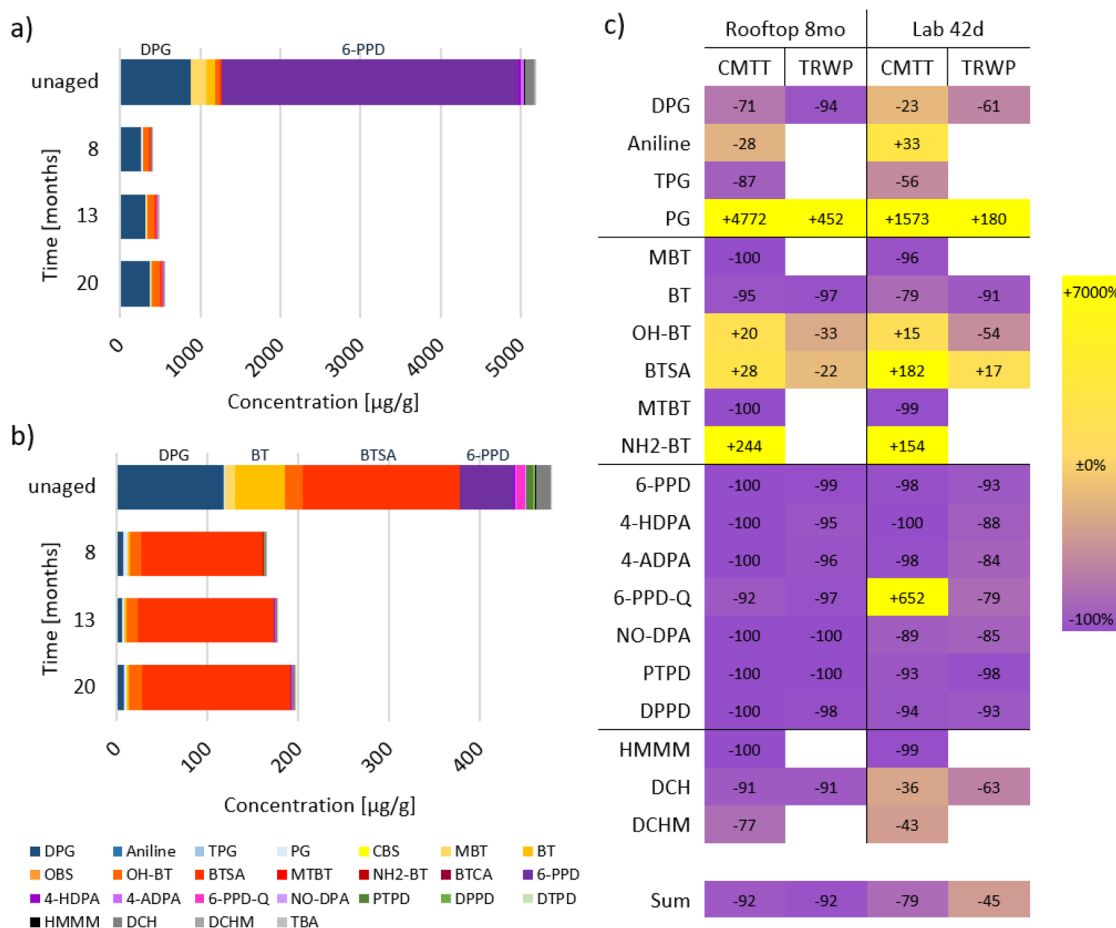 a)
DPG 6-PPD
unaged
8
13
20
Time [months]
0 1000 2000 3000 4000 5000
Concentration [µg/g]
b)
DPG BT BTSA 6-PPD
unaged
8
13
20
Time [months]
0 100 200 300 400
Concentration [µg/g]
DPG Aniline TPG PG CBS MBT BT
OBS OH-BT BTSA MTBT NH2-BT BTCA 6-PPD
4-HDPA 4-ADPA 6-PPD-Q NO-DPA PTPD DPPD DTPD
HMMM DCH DCHM TBA
c)
Rooftop 8mo Lab 42d
CMTT TRWP CMTT TRWP
DPG -71 -94 -23 -61
Aniline -28 +33
TPG -87 -56
PG +4772 +452 +1573 +180
MBT -100 -96
BT -95 -97 -79 -91
OH-BT +20 -33 +15 -54
BTSA +28 -22 +182 +17
MTBT -100 -99
NH2-BT +244 +154
6-PPD -100 -99 -98 -93
4-HDPA -100 -95 -100 -88
4-ADPA -100 -96 -98 -84
6-PPD-Q -92 -97 +652 -79
NO-DPA -100 -100 -89 -85
PTPD -100 -100 -93 -98
DPPD -100 -98 -94 -93
HMMM -100 -99
DCH -91 -91 -36 -63
DCHM -77 -43
Sum -92 -92 -79 -45
+7000%
±0%
-100%